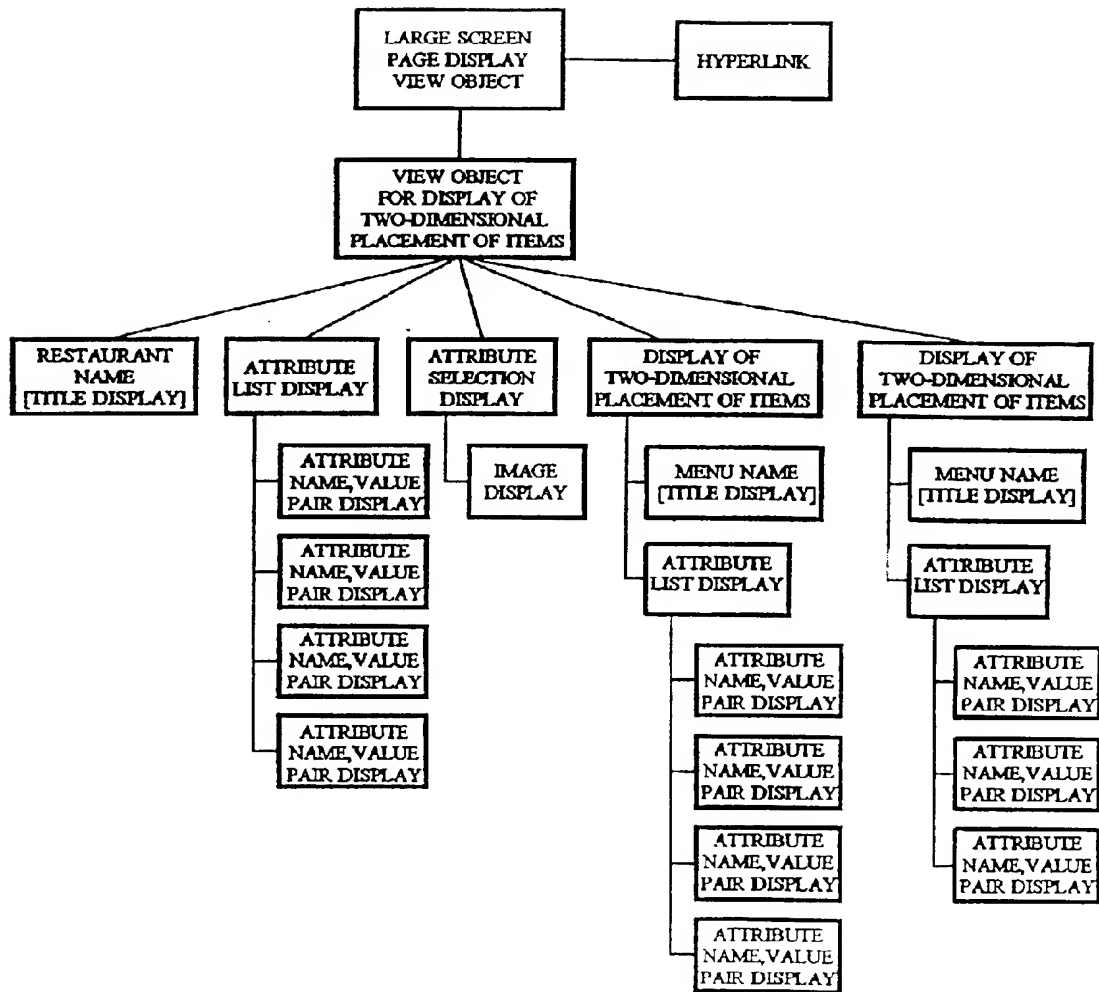 LARGE SCREEN
PAGE DISPLAY
VIEW OBJECT
HYPERLINK
VIEW OBJECT
FOR DISPLAY OF
TWO-DIMENSIONAL
PLACEMENT OF ITEMS
RESTAURANT
NAME
[TITLE DISPLAY]
ATTRIBUTE
LIST DISPLAY
ATTRIBUTE
NAME,VALUE
PAIR DISPLAY
ATTRIBUTE
NAME,VALUE
PAIR DISPLAY
ATTRIBUTE
NAME,VALUE
PAIR DISPLAY
ATTRIBUTE
NAME,VALUE
PAIR DISPLAY
ATTRIBUTE
SELECTION
DISPLAY
IMAGE
DISPLAY
DISPLAY OF
TWO-DIMENSIONAL
PLACEMENT OF ITEMS
MENU NAME
[TITLE DISPLAY]
ATTRIBUTE
LIST DISPLAY
ATTRIBUTE
NAME,VALUE
PAIR DISPLAY
ATTRIBUTE
NAME,VALUE
PAIR DISPLAY
ATTRIBUTE
NAME,VALUE
PAIR DISPLAY
ATTRIBUTE
NAME,VALUE
PAIR DISPLAY
DISPLAY OF
TWO-DIMENSIONAL
PLACEMENT OF ITEMS
MENU NAME
[TITLE DISPLAY]
ATTRIBUTE
LIST DISPLAY
ATTRIBUTE
NAME,VALUE
PAIR DISPLAY
ATTRIBUTE
NAME,VALUE
PAIR DISPLAY
ATTRIBUTE
NAME,VALUE
PAIR DISPLAY